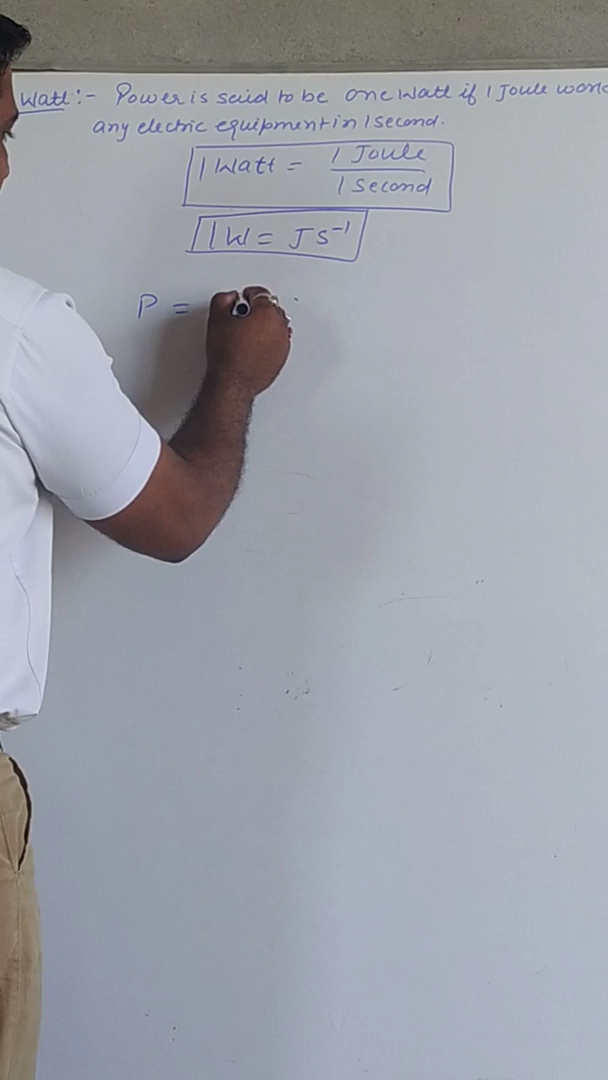 Watt:- Power is said to be one Watt if 1 Joule work
any electric equipment in 1 second.
1 Watt = 1 Joule / 1 Second
1 W = J S⁻¹
P =